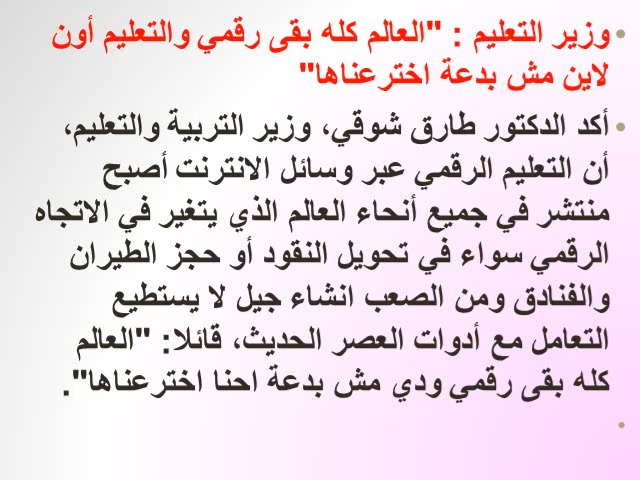 وزير التعليم : "العالم كله بقى رقمي والتعليم أون
لاين مش بدعة اخترعناها"
أكد الدكتور طارق شوقي، وزير التربية والتعليم،
أن التعليم الرقمي عبر وسائل الانترنت أصبح
منتشر في جميع أنحاء العالم الذي يتغير في الاتجاه
الرقمي سواء في تحويل النقود أو حجز الطيران
والفنادق ومن الصعب انشاء جيل لا يستطيع
التعامل مع أدوات العصر الحديث، قائلا: "العالم
كله بقى رقمي ودي مش بدعة احنا اخترعناها".